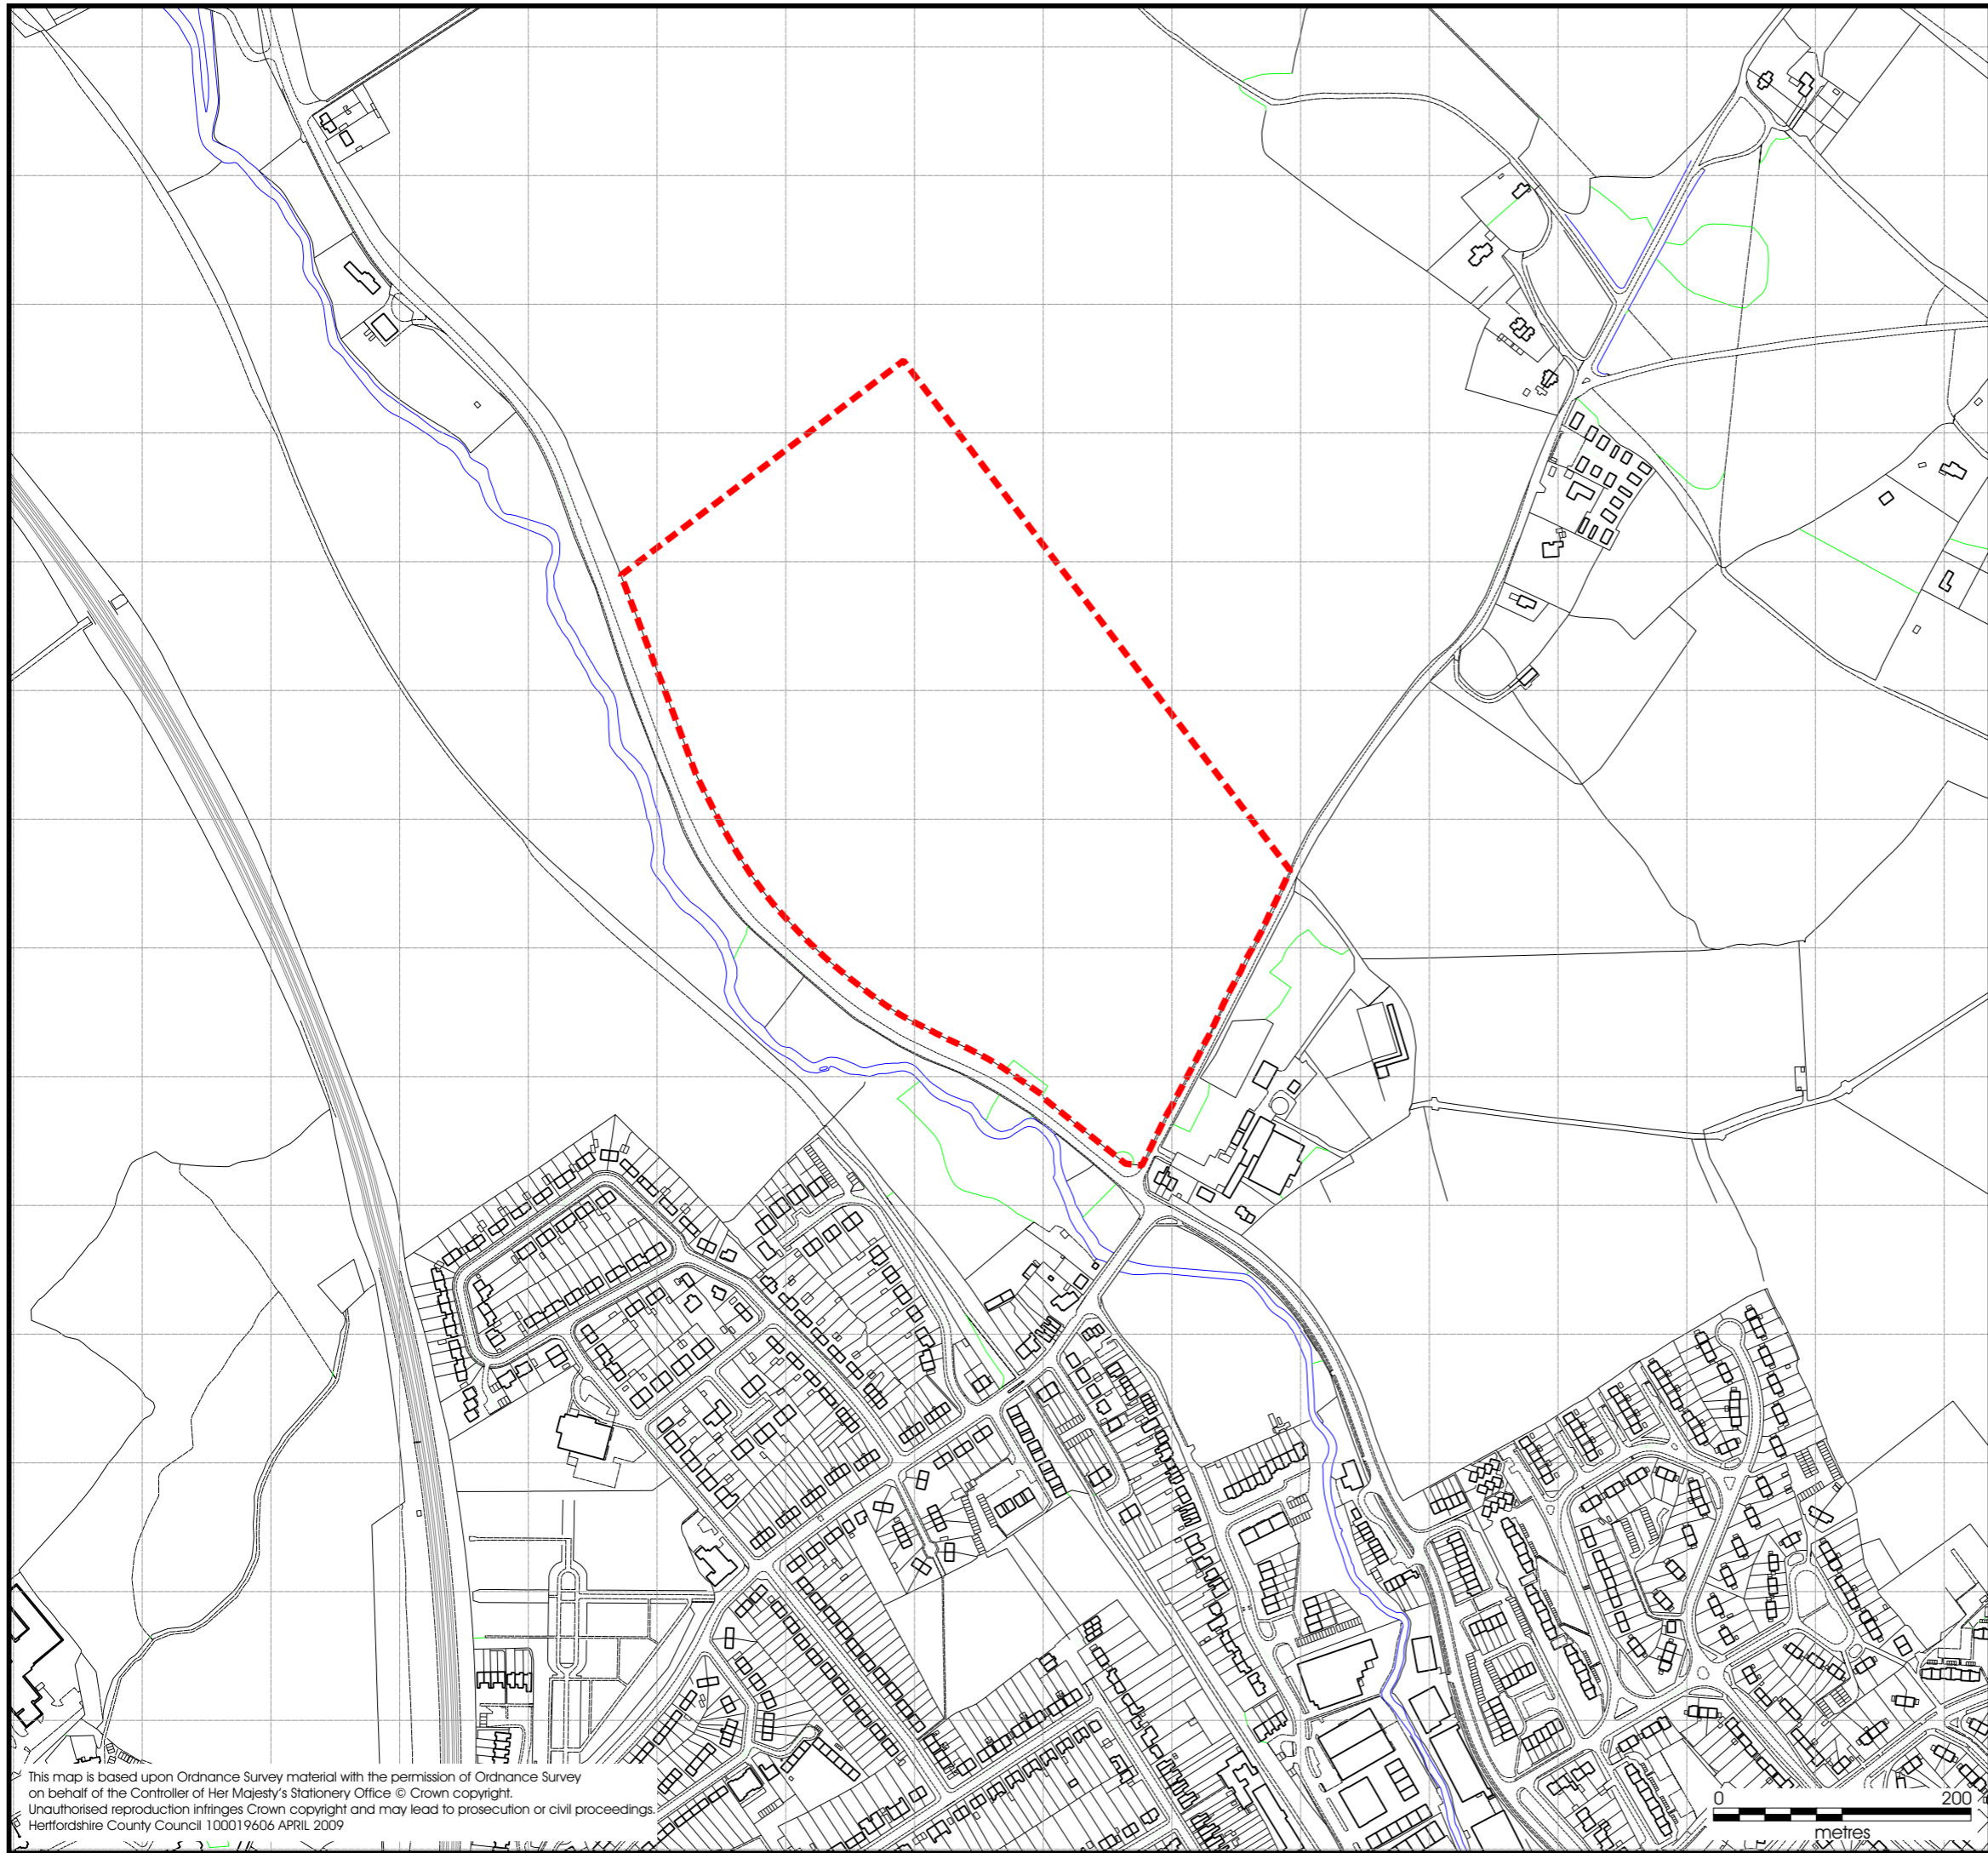 This map is based upon Ordnance Survey material with the permission of Ordnance Survey
on behalf of the Controller of Her Majesty's Stationery Office © Crown copyright.
Unauthorised reproduction infringes Crown copyright and may lead to prosecution or civil proceedings.
Hertfordshire County Council 100019606 APRIL 2009
0 200
metres